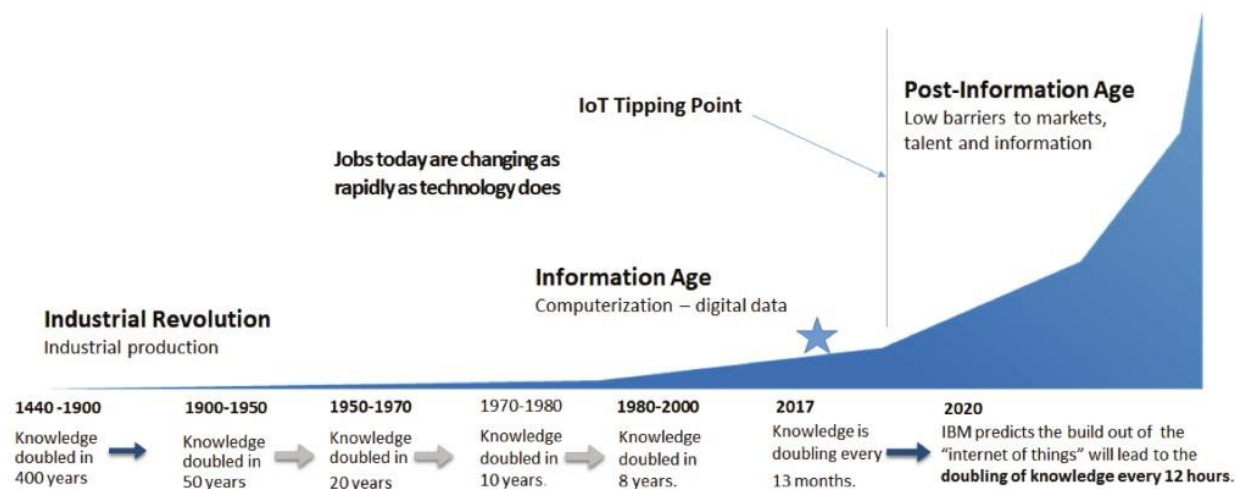 IoT Tipping Point
Post-Information Age
Low barriers to markets,
talent and information
Jobs today are changing as
rapidly as technology does
Information Age
Computerization – digital data
Industrial Revolution
Industrial production
1440 -1900
Knowledge
doubled in
400 years
1900-1950
Knowledge
doubled in
50 years
1950-1970
Knowledge
doubled in
20 years
1970-1980
Knowledge
doubled in
10 years.
1980-2000
Knowledge
doubled in
8 years.
2017
Knowledge is
doubling every
13 months.
2020
IBM predicts the build out of the
“internet of things” will lead to the
doubling of knowledge every 12 hours.